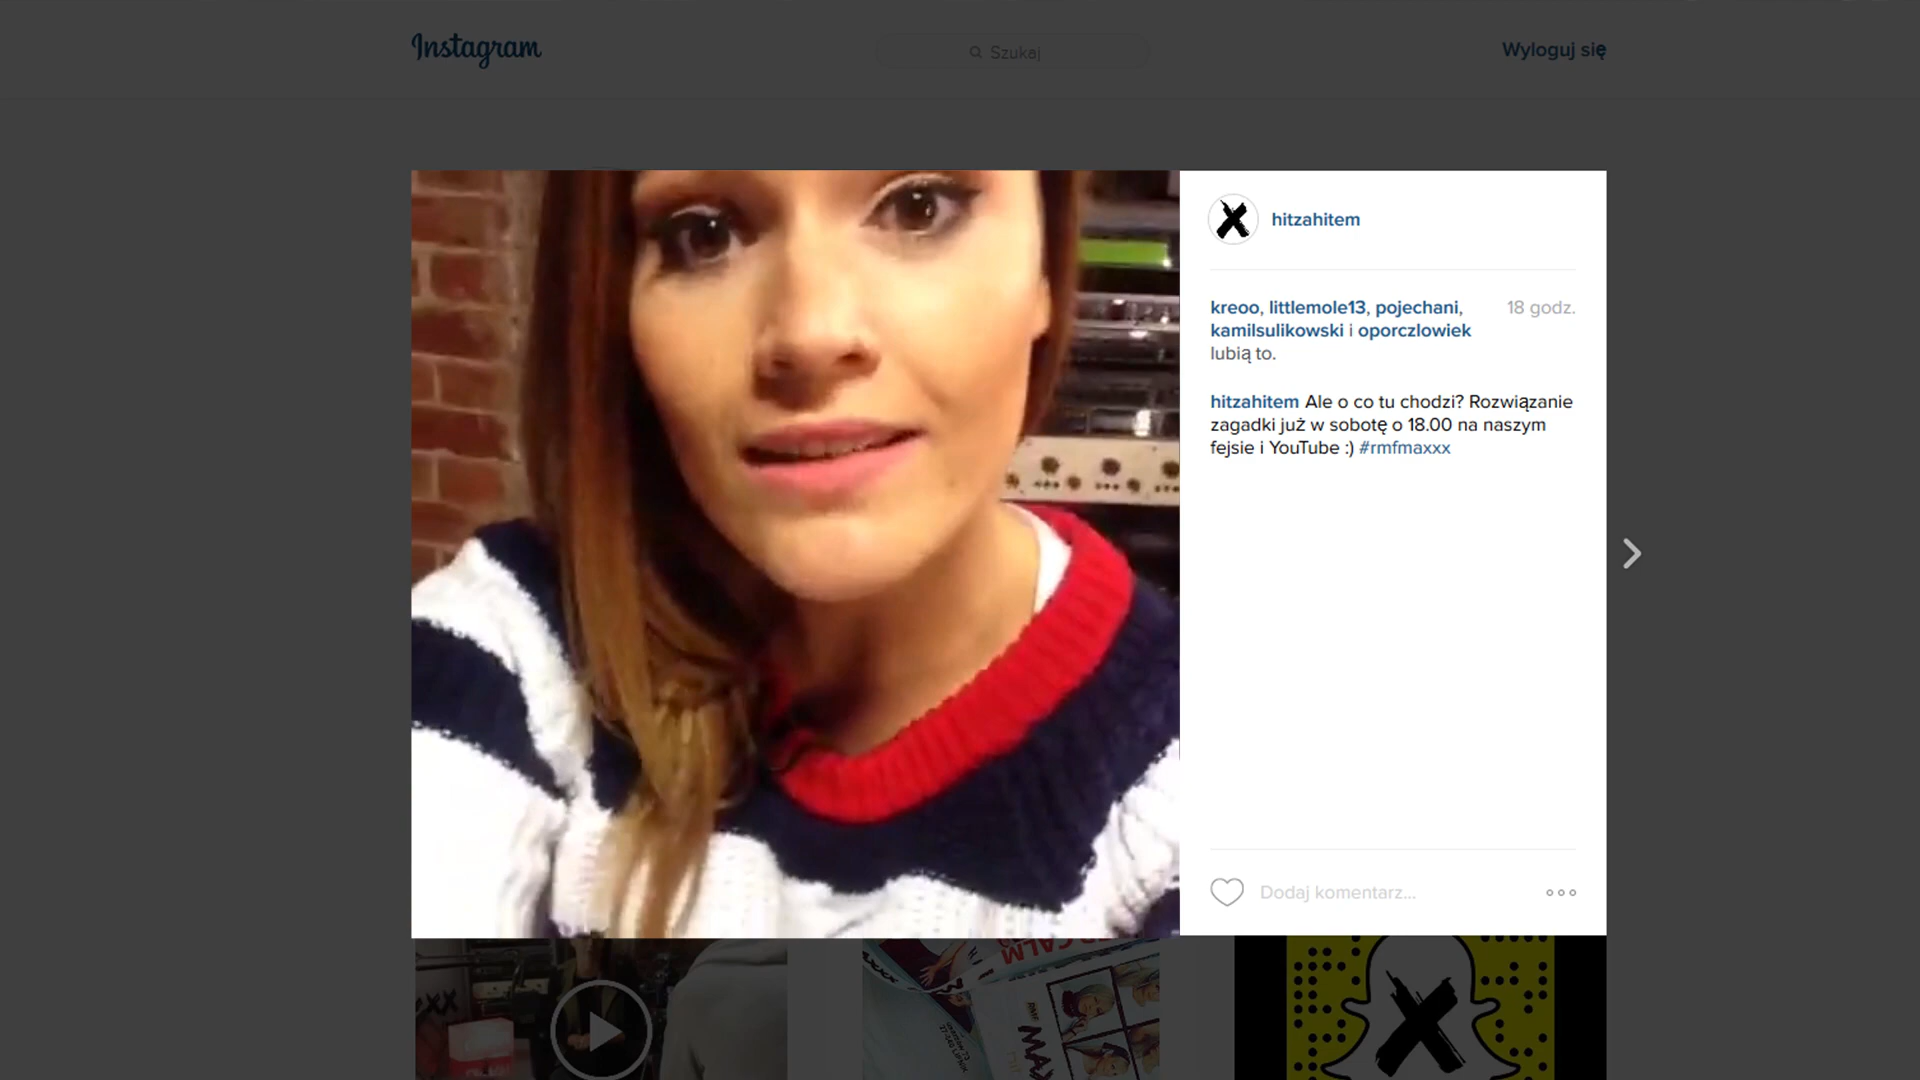 Instagram
Szukaj
Wyloguj się
hitzahitem
kreoo, littlemole13, pojechani,
18 godz.
kamilsulikowski i oporczlowiek
lubią to.
hitzahitem Ale o co tu chodzi? Rozwiązanie
zagadki już w sobotę o 18.00 na naszym
fejsie i YouTube :) #rmfmaxxx
Dodaj komentarz...
CALM